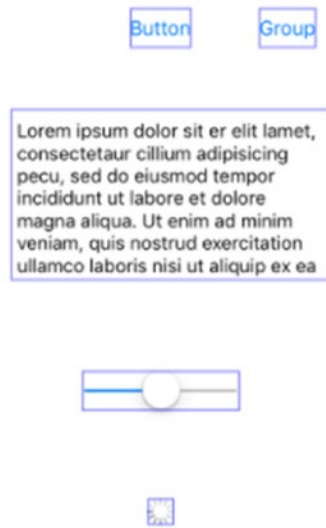 Button Group
Lorem ipsum dolor sit er elit lamet,
consectetaur cillium adipisicing
pecu, sed do eiusmod tempor
incididunt ut labore et dolore
magna aliqua. Ut enim ad minim
veniam, quis nostrud exercitation
ullamco laboris nisi ut aliquip ex ea